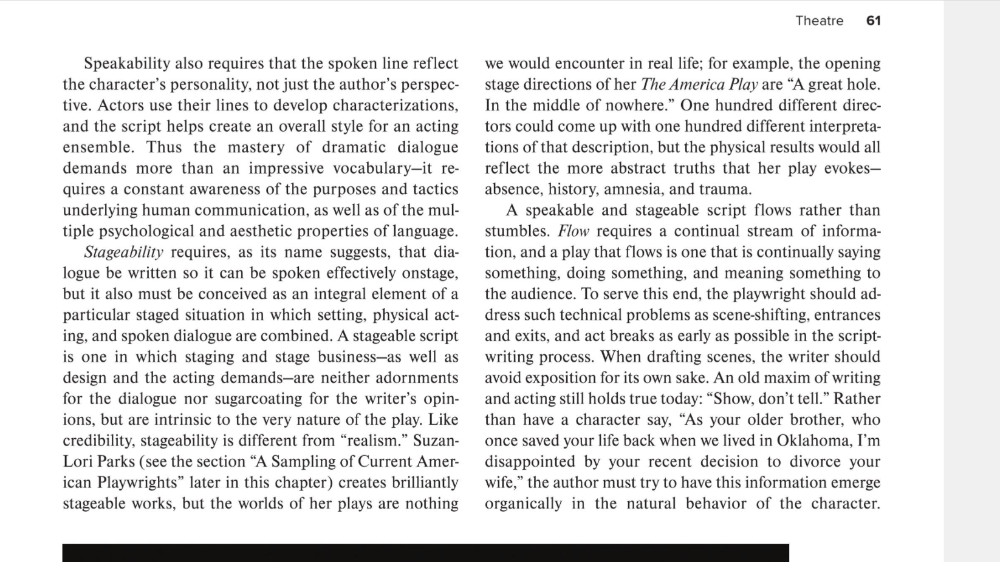 Theatre 61
Speakability also requires that the spoken line reflect
the character’s personality, not just the author’s perspec-
tive. Actors use their lines to develop characterizations,
and the script helps create an overall style for an acting
ensemble. Thus the mastery of dramatic dialogue
demands more than an impressive vocabulary—it re-
quires a constant awareness of the purposes and tactics
underlying human communication, as well as of the mul-
tiple psychological and aesthetic properties of language.
Stageability requires, as its name suggests, that dia-
logue be written so it can be spoken effectively onstage,
but it also must be conceived as an integral element of a
particular staged situation in which setting, physical act-
ing, and spoken dialogue are combined. A stageable script
is one in which staging and stage business—as well as
design and the acting demands—are neither adornments
for the dialogue nor sugarcoating for the writer’s opin-
ions, but are intrinsic to the very nature of the play. Like
credibility, stageability is different from “realism.” Suzan-
Lori Parks (see the section “A Sampling of Current Amer-
ican Playwrights” later in this chapter) creates brilliantly
stageable works, but the worlds of her plays are nothing
we would encounter in real life; for example, the opening
stage directions of her The America Play are “A great hole.
In the middle of nowhere.” One hundred different direc-
tors could come up with one hundred different interpreta-
tions of that description, but the physical results would all
reflect the more abstract truths that her play evokes—
absence, history, amnesia, and trauma.
A speakable and stageable script flows rather than
stumbles. Flow requires a continual stream of informa-
tion, and a play that flows is one that is continually saying
something, doing something, and meaning something to
the audience. To serve this end, the playwright should ad-
dress such technical problems as scene-shifting, entrances
and exits, and act breaks as early as possible in the script-
writing process. When drafting scenes, the writer should
avoid exposition for its own sake. An old maxim of writing
and acting still holds true today: “Show, don’t tell.” Rather
than have a character say, “As your older brother, who
once saved your life back when we lived in Oklahoma, I’m
disappointed by your recent decision to divorce your
wife,” the author must try to have this information emerge
organically in the natural behavior of the character.